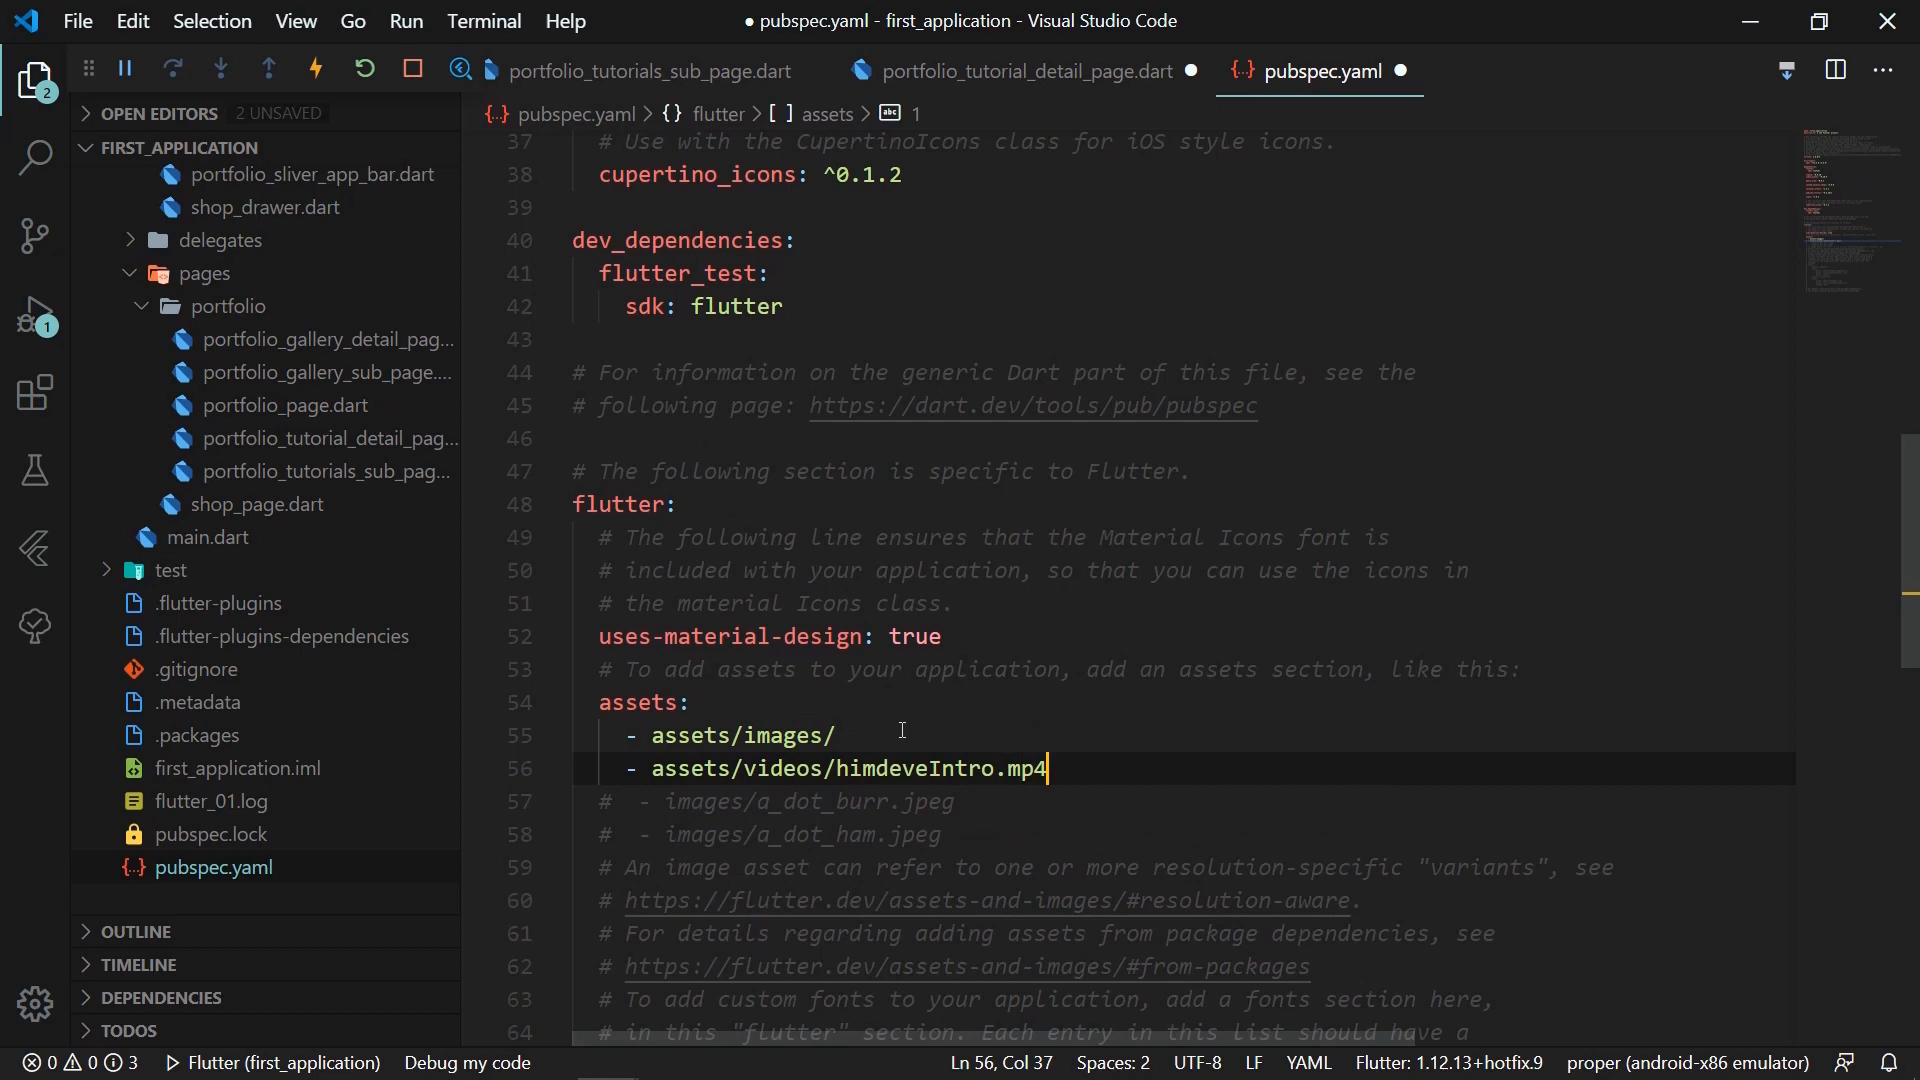 File Edit Selection View Go Run Terminal Help
● pubspec.yaml - first_application - Visual Studio Code
portfolio_tutorials_sub_page.dart
portfolio_tutorial_detail_page.dart
pubspec.yaml
2
OPEN EDITORS 2 UNSAVED
pubspec.yaml > {} flutter > [ ] assets > abc 1
FIRST_APPLICATION
portfolio_sliver_app_bar.dart
shop_drawer.dart
delegates
pages
portfolio
portfolio_gallery_detail_pag...
portfolio_gallery_sub_page....
portfolio_page.dart
portfolio_tutorial_detail_pag...
portfolio_tutorials_sub_pag...
shop_page.dart
main.dart
test
.flutter-plugins
.flutter-plugins-dependencies
.gitignore
.metadata
.packages
first_application.iml
flutter_01.log
pubspec.lock
pubspec.yaml
OUTLINE
TIMELINE
DEPENDENCIES
TODOS
1
37 # Use with the CupertinoIcons class for iOS style icons.
38 cupertino_icons: ^0.1.2
39
40 dev_dependencies:
41 flutter_test:
42 sdk: flutter
43
44 # For information on the generic Dart part of this file, see the
45 # following page: https://dart.dev/tools/pub/pubspec
46
47 # The following section is specific to Flutter.
48 flutter:
49 # The following line ensures that the Material Icons font is
50 # included with your application, so that you can use the icons in
51 # the material Icons class.
52 uses-material-design: true
53 # To add assets to your application, add an assets section, like this:
54 assets:
55 - assets/images/
56 - assets/videos/himdeveIntro.mp4
57 # - images/a_dot_burr.jpeg
58 # - images/a_dot_ham.jpeg
59 # An image asset can refer to one or more resolution-specific "variants", see
60 # https://flutter.dev/assets-and-images/#resolution-aware.
61 # For details regarding adding assets from package dependencies, see
62 # https://flutter.dev/assets-and-images/#from-packages
63 # To add custom fonts to your application, add a fonts section here,
64 # in this "flutter" section. Each entry in this list should have a
0 0 3 Flutter (first_application) Debug my code Ln 56, Col 37 Spaces: 2 UTF-8 LF YAML Flutter: 1.12.13+hotfix.9 proper (android-x86 emulator)